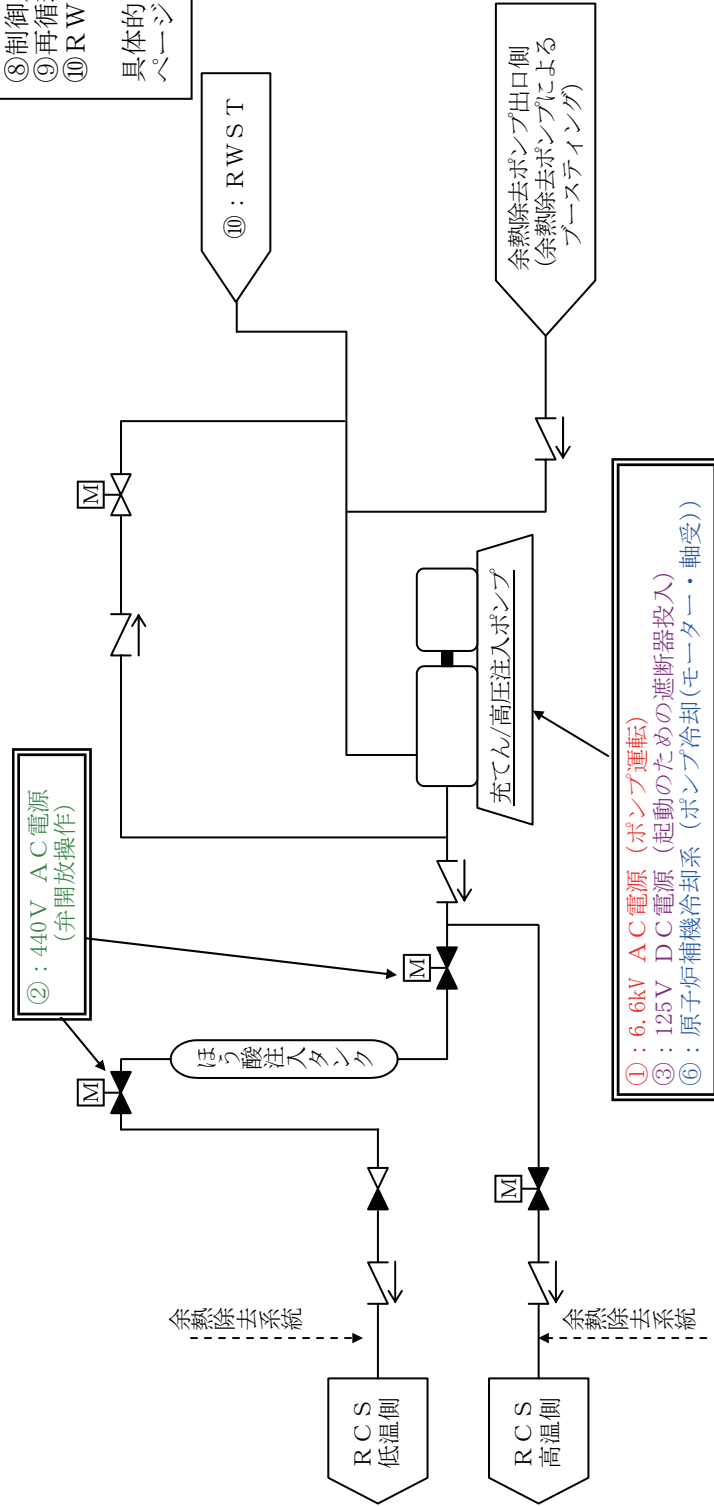 ⑧制御
⑨再循
⑩RW
具体的
ページ
⑩：RWST
余熱除去ポンプ出口側
(余熱除去ポンプによる
ブースティング)
M
②：440V AC電源
(弁開放操作)
M
M
ほう酸
注入
タンク
充てん/高圧注入ポンプ
①：6.6kV AC電源 (ポンプ運転)
③：125V DC電源 (起動のための遮断器投入)
⑥：原子炉補機冷却系 (ポンプ冷却(モーター・軸受))
M
余熱
除去
系統
余熱
除去
系統
RCS
低温側
RCS
高温側